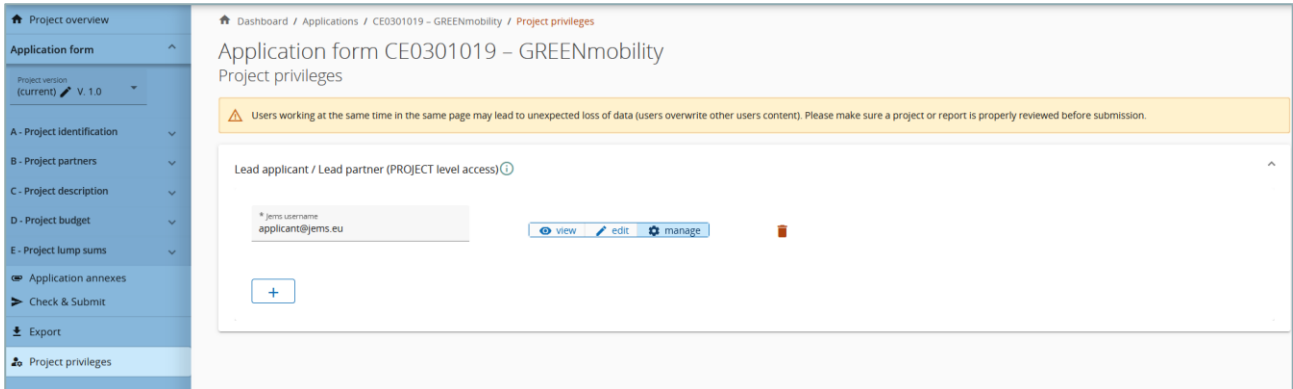 Project overview
Application form
Project version
(current) V. 1.0
A - Project identification
B - Project partners
C - Project description
D - Project budget
E - Project lump sums
Application annexes
Check & Submit
Export
Project privileges
Dashboard / Applications / CE0301019 – GREENmobility / Project privileges
Application form CE0301019 – GREENmobility
Project privileges
Users working at the same time in the same page may lead to unexpected loss of data (users overwrite other users content). Please make sure a project or report is properly reviewed before submission.
Lead applicant / Lead partner (PROJECT level access)
* Jems username
applicant@jems.eu
view edit manage
+